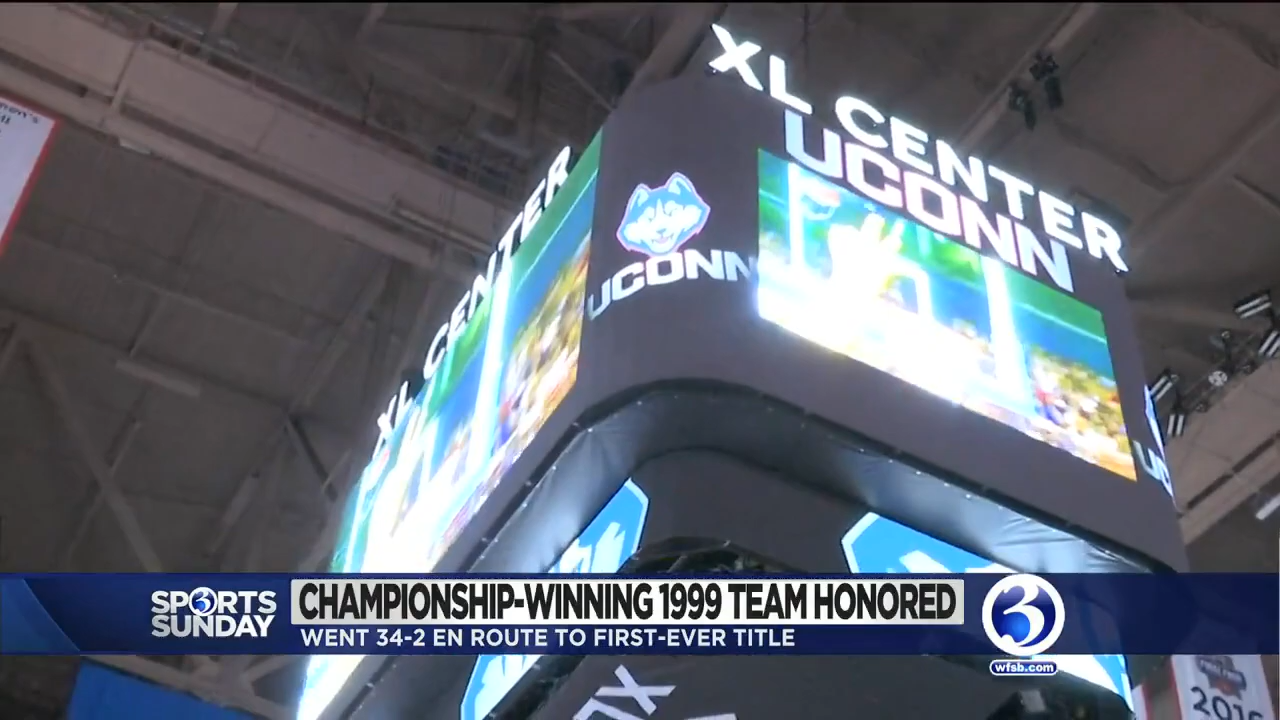 XL CENTER
UCONN
XL CENTER
UCONN
SPORTS
SUNDAY
CHAMPIONSHIP-WINNING 1999 TEAM HONORED
WENT 34-2 EN ROUTE TO FIRST-EVER TITLE
3
wfsb.com